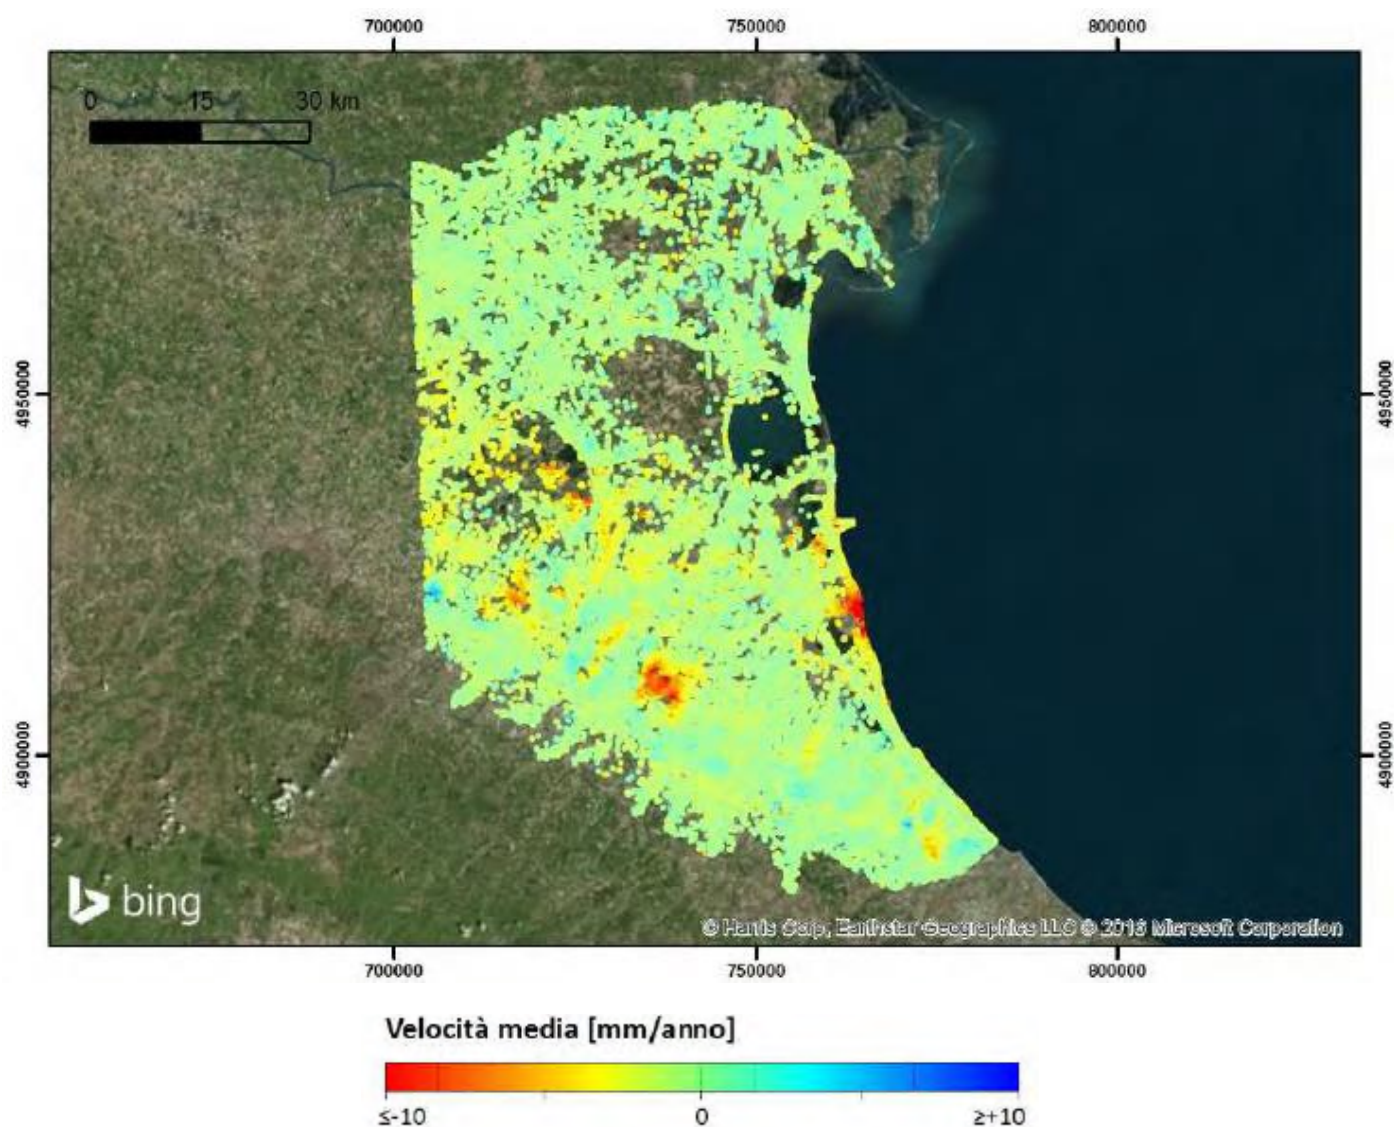 700000 750000 800000
0 15 30 km
4950000 4950000
4900000 4900000
bing
© Harris Corp, Earthstar Geographics LLC © 2016 Microsoft Corporation
700000 750000 800000
Velocità media [mm/anno]
≤-10 0 ≥+10